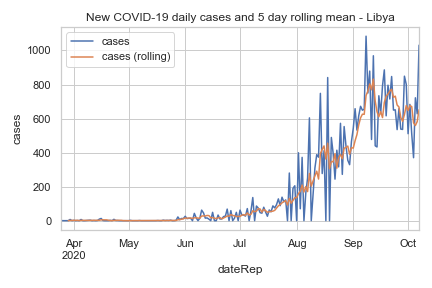 New COVID-19 daily cases and 5 day rolling mean - Libya
cases
cases (rolling)
1000
800
600
400
200
0
cases
Apr May Jun Jul Aug Sep Oct
2020
dateRep